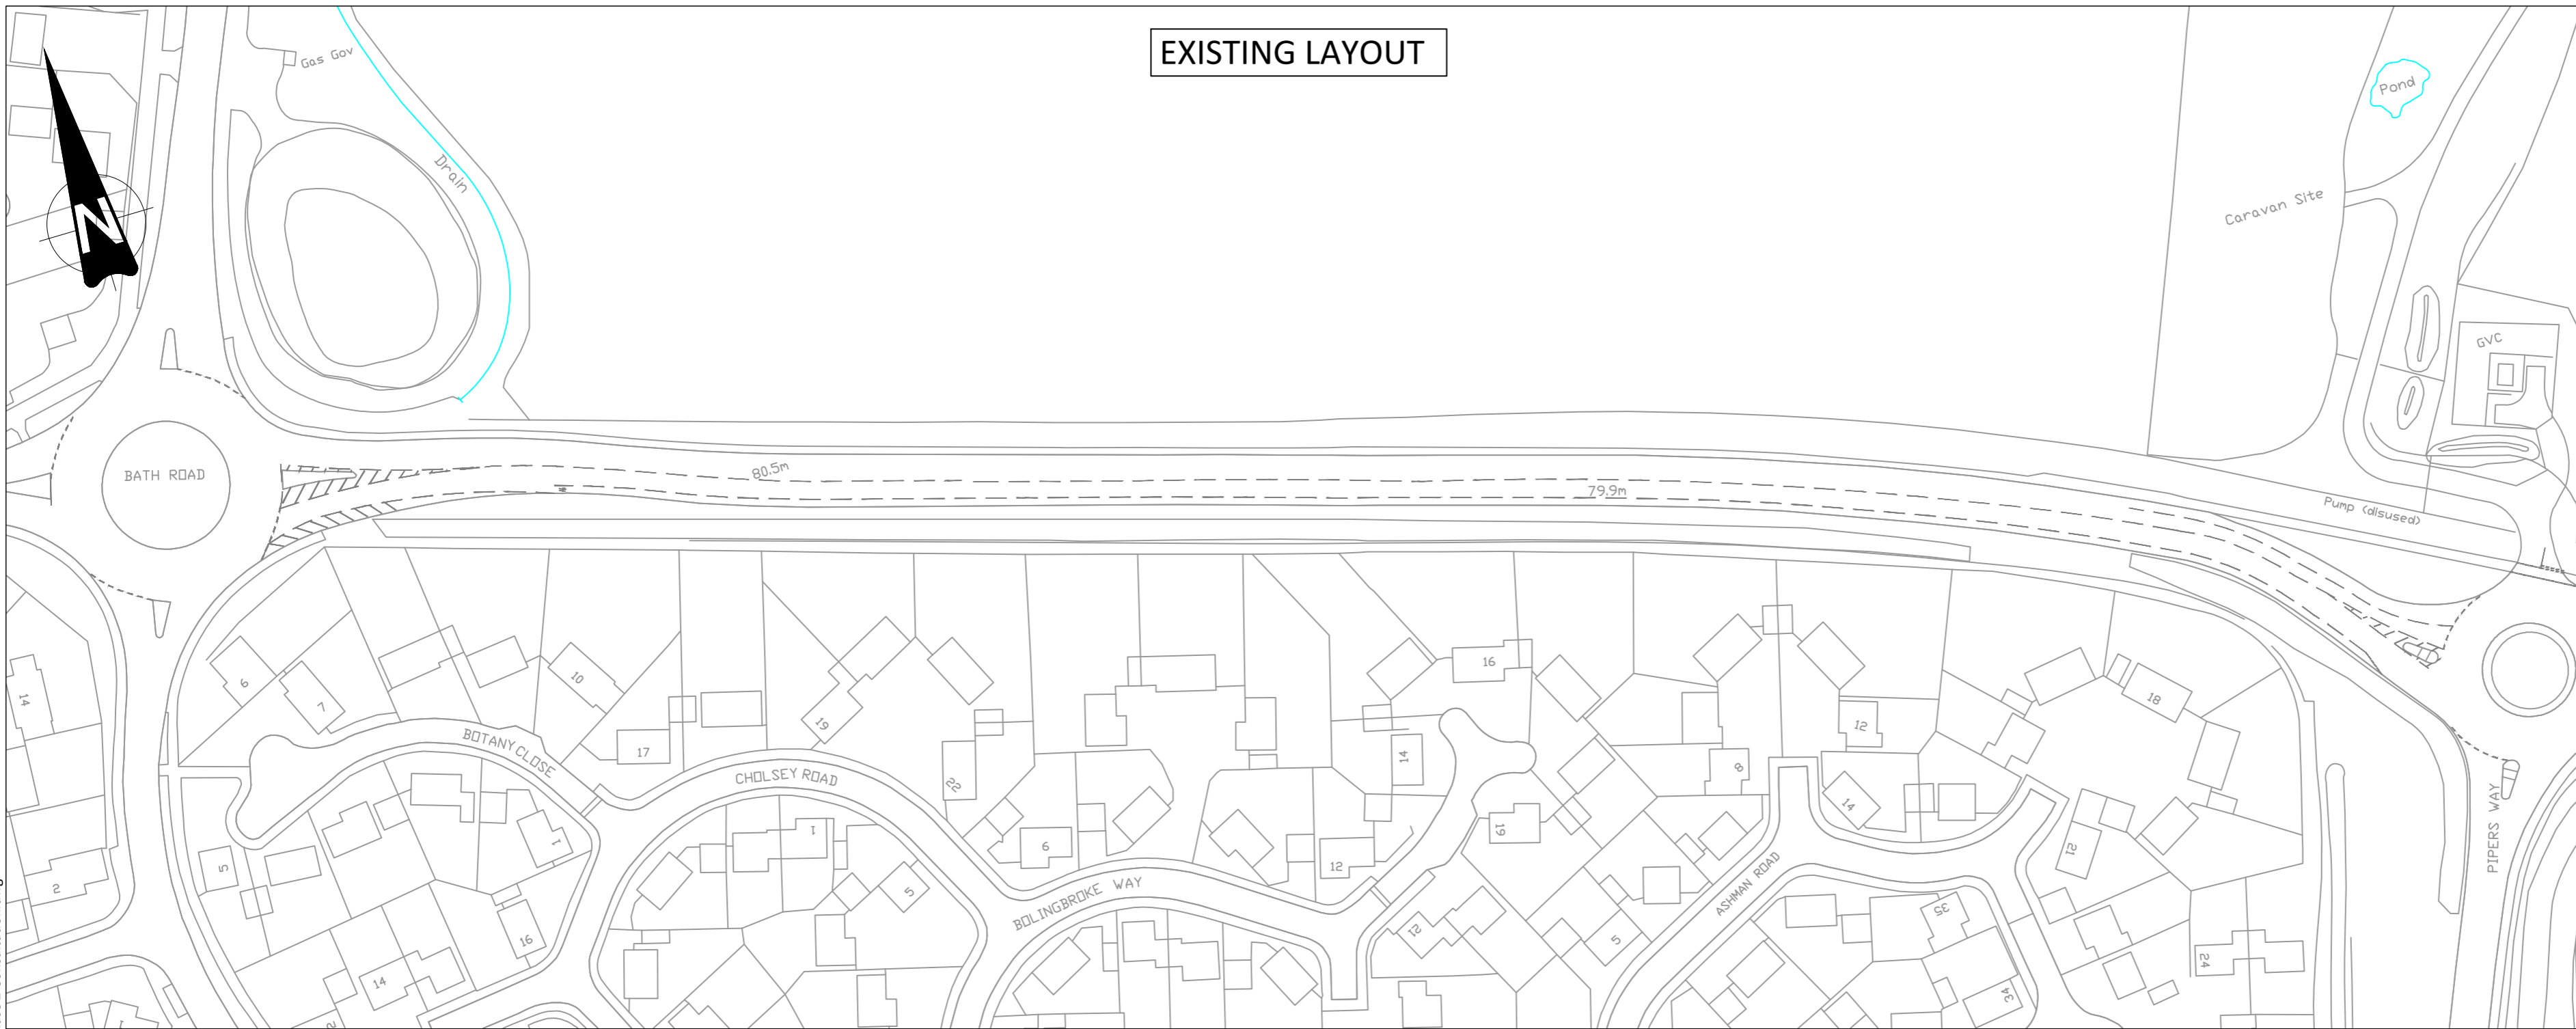 EXISTING LAYOUT
Gas Gov
Pond
Drain
N
Caravan Site
GVC
BATH ROAD
80.5m
79.9m
Pump (disused)
6
7
10
17
19
16
18
14
BOTANY CLOSE
CHOLSEY ROAD
22
14
12
8
14
PIPERS WAY
1
1
6
19
12
21
5
2
5
BOLINGBROKE WAY
ASHMAN ROAD
16
14
12
5
35
34
24